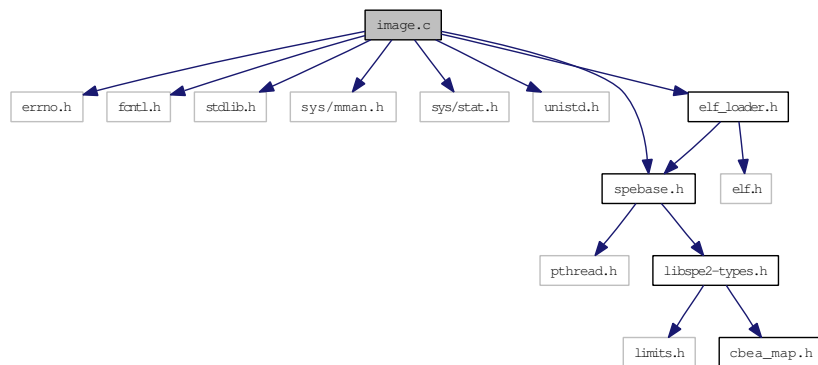 image.c
errno.h
fcntl.h
stdlib.h
sys/mman.h
sys/stat.h
unistd.h
elf_loader.h
spebase.h
elf.h
pthread.h
libspe2-types.h
limits.h
cbea_map.h